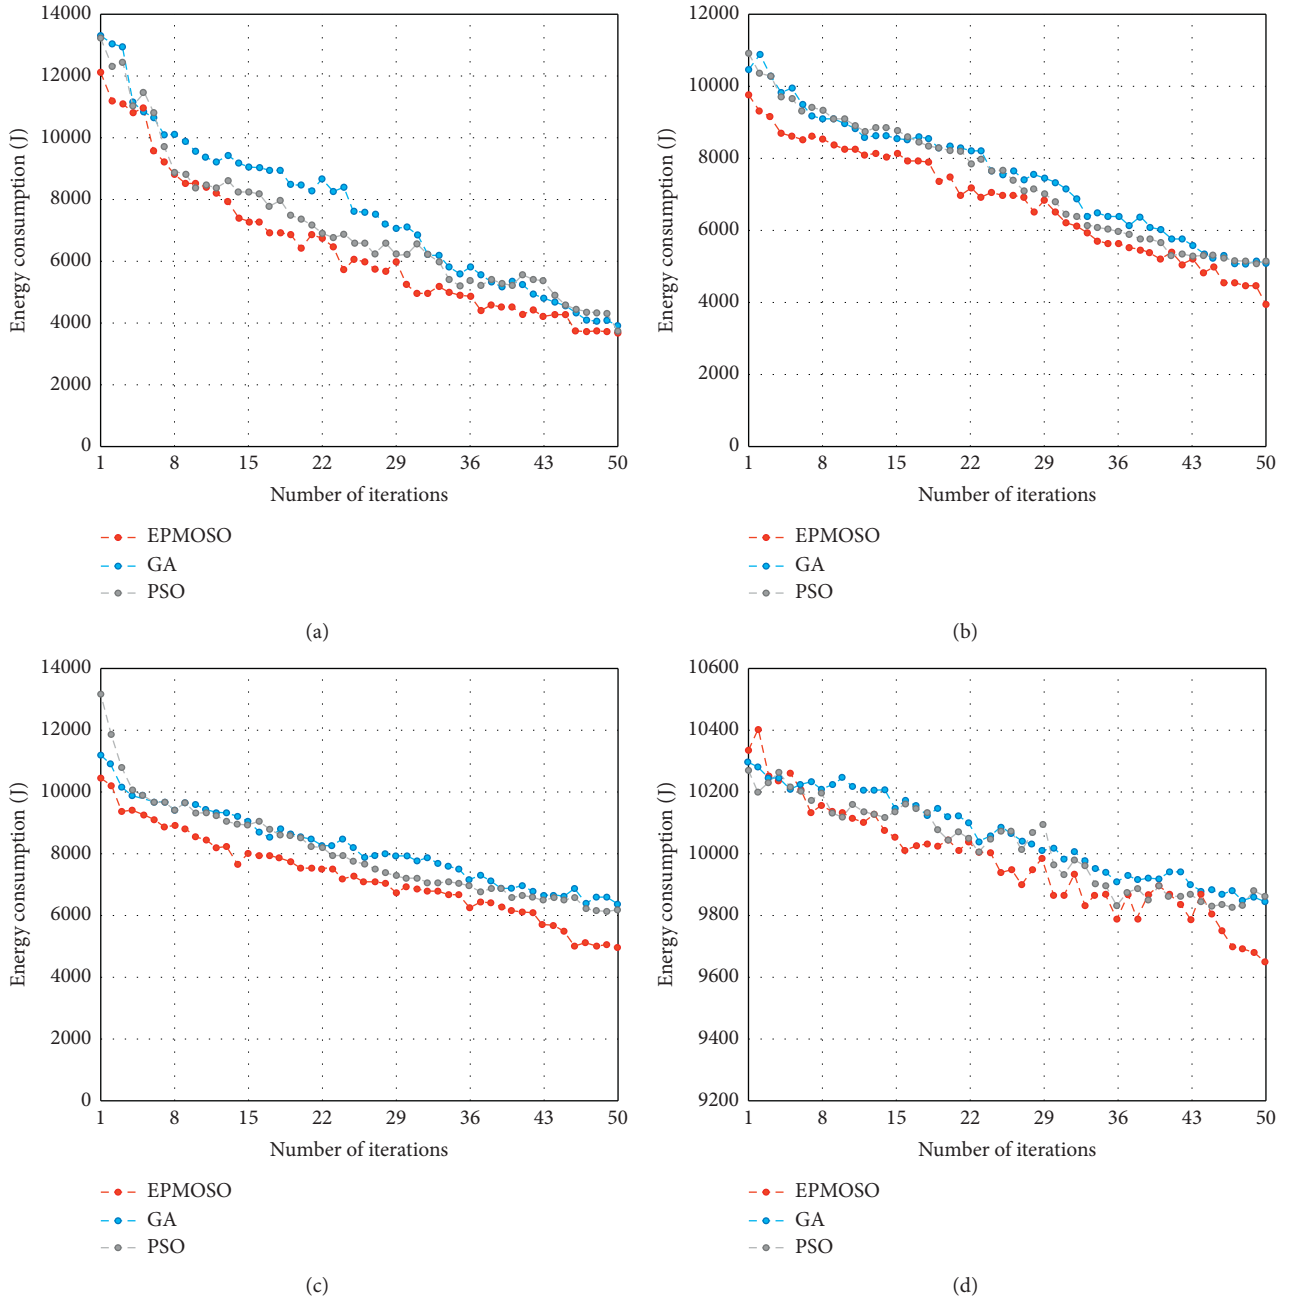 14000
12000
10000
8000
6000
4000
2000
0
Energy consumption (J)
1 8 15 22 29 36 43 50
Number of iterations
EPMOSO
GA
PSO
(a)
12000
10000
8000
6000
4000
2000
0
Energy consumption (J)
1 8 15 22 29 36 43 50
Number of iterations
EPMOSO
GA
PSO
(b)
14000
12000
10000
8000
6000
4000
2000
0
Energy consumption (J)
1 8 15 22 29 36 43 50
Number of iterations
EPMOSO
GA
PSO
(c)
10600
10400
10200
10000
9800
9600
9400
9200
Energy consumption (J)
1 8 15 22 29 36 43 50
Number of iterations
EPMOSO
GA
PSO
(d)